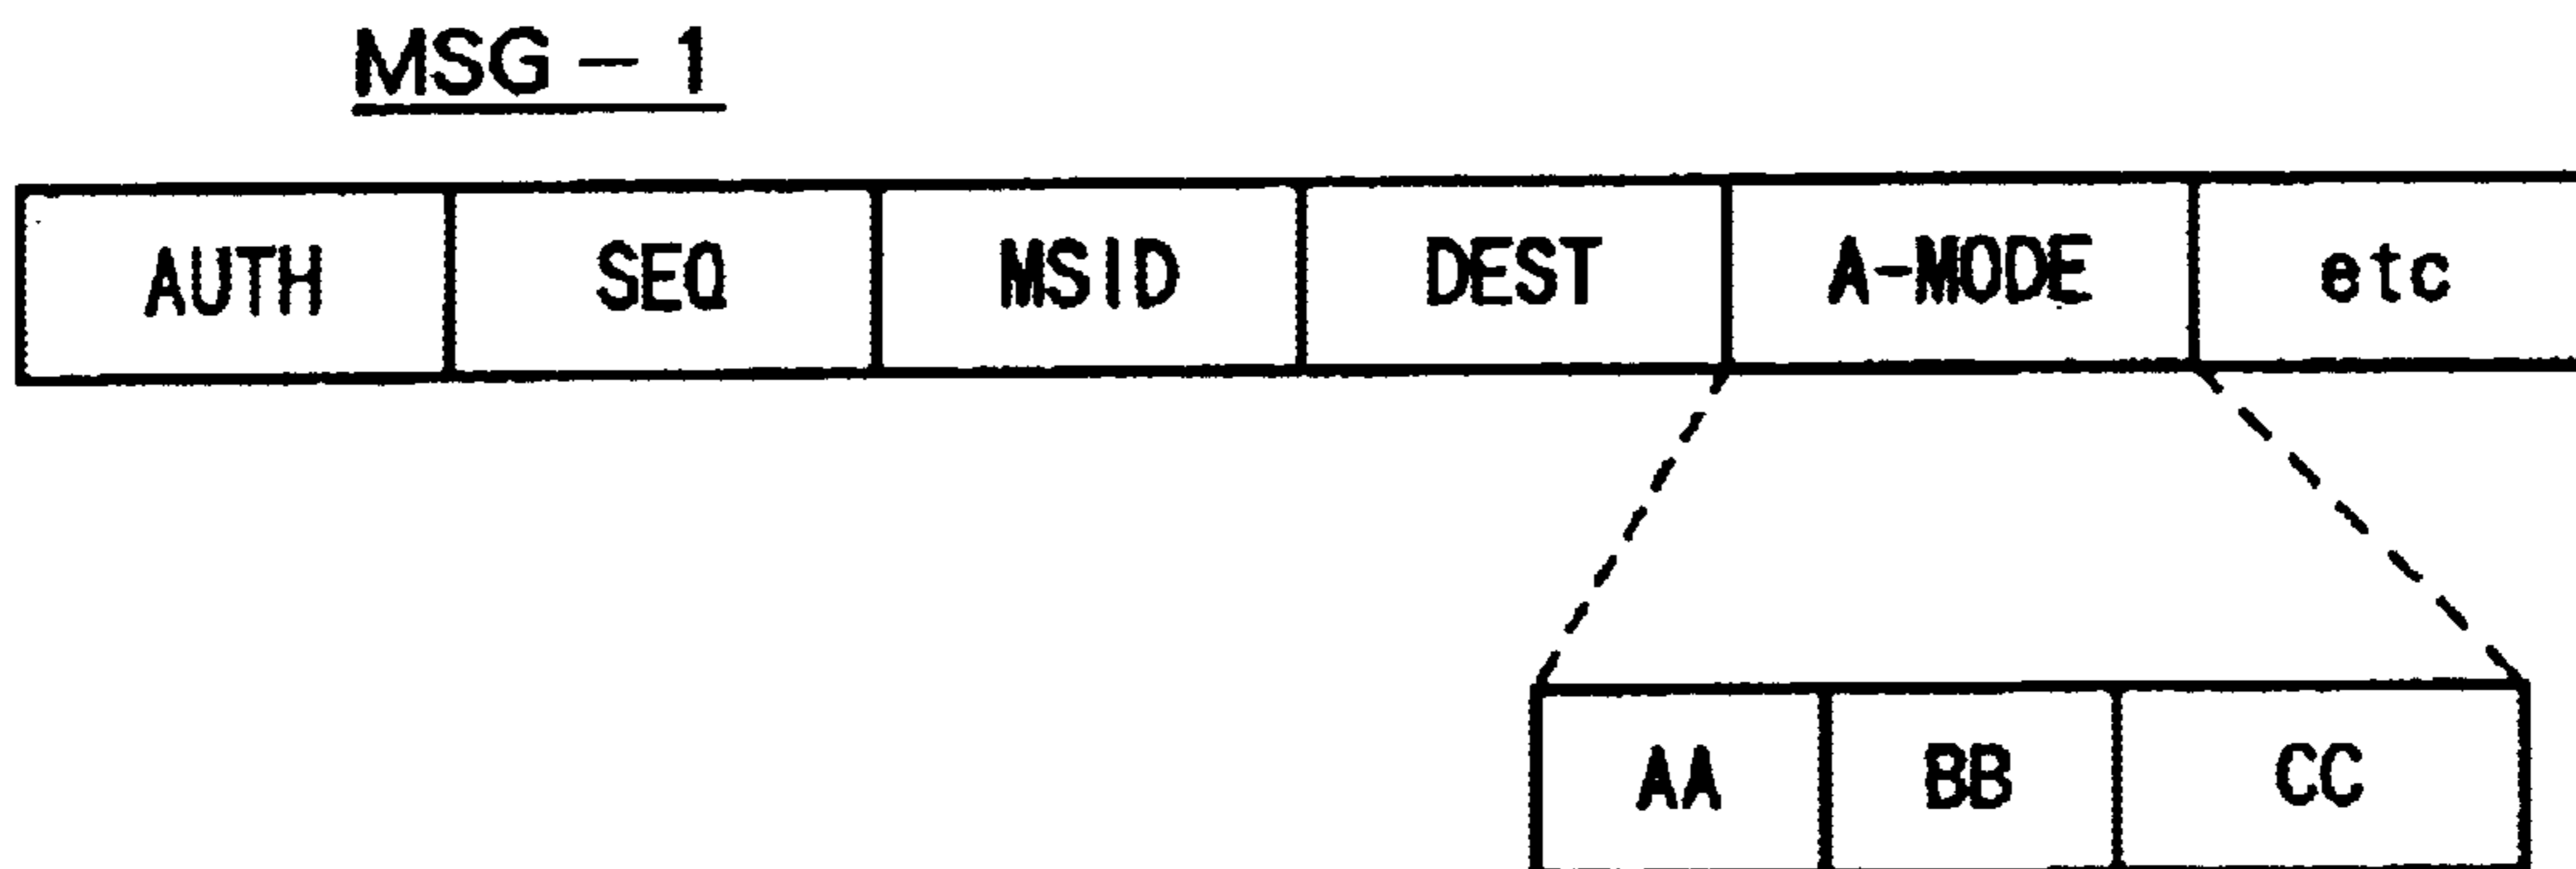 MSG – 1
AUTH SEQ MSID DEST A-MODE etc
AA BB CC